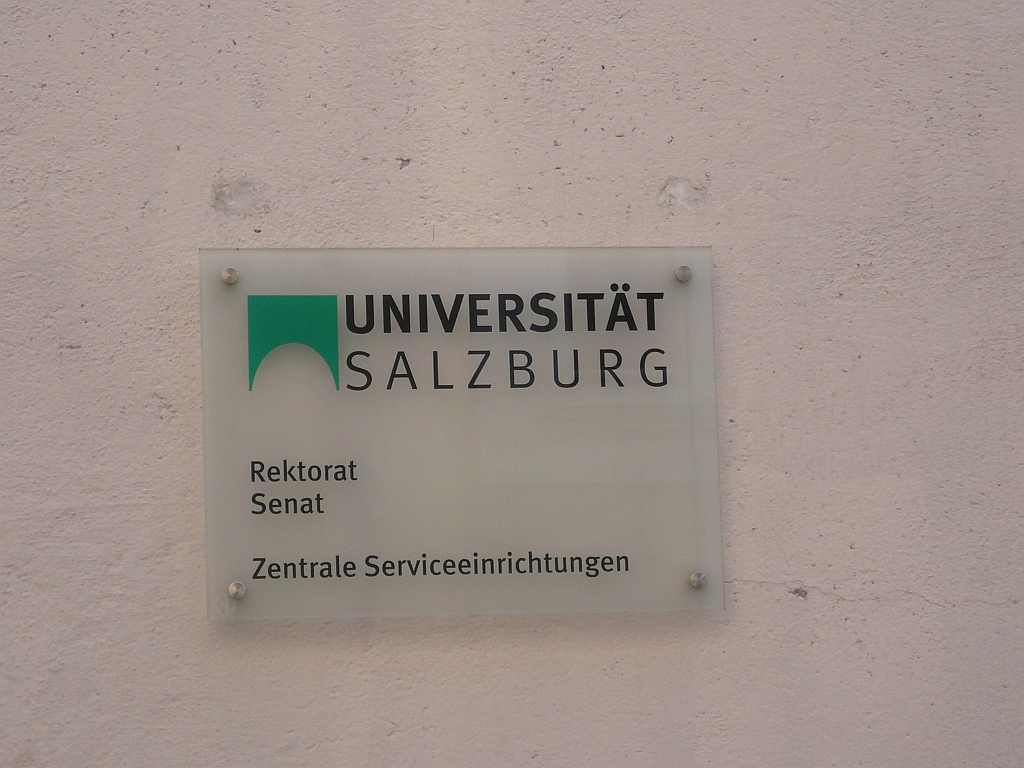 UNIVERSITÄT
SALZBURG
Rektorat
Senat
Zentrale Serviceeinrichtungen